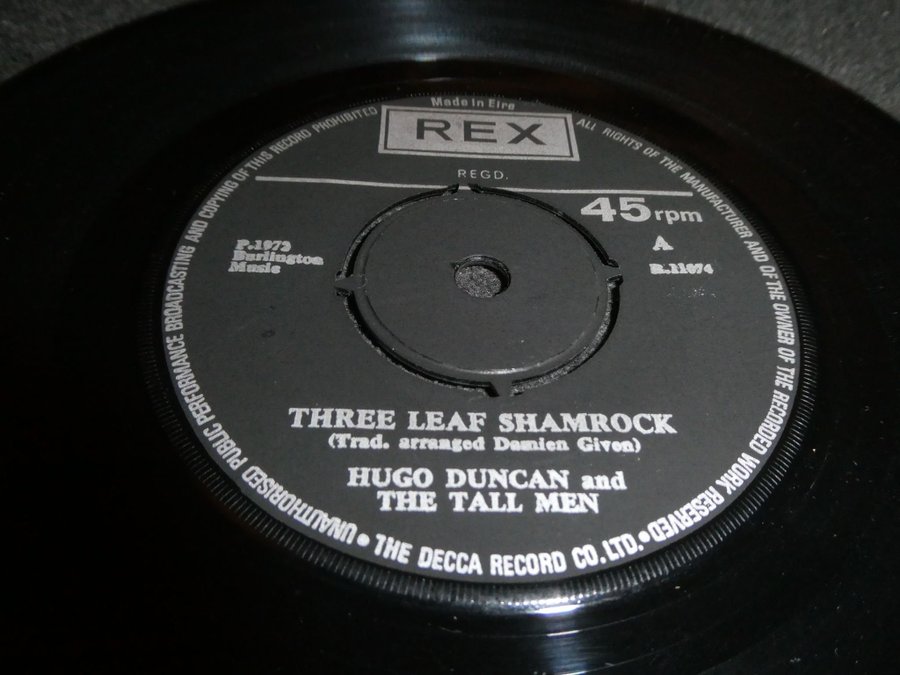 Made in Eire
REX
REGD.
45 rpm
A
R.11074
Burlington
Music
THREE LEAF SHAMROCK
(Trad. arranged Damien Given)
HUGO DUNCAN and
THE TALL MEN
• THE DECCA RECORD CO. LTD. •
UNAUTHORISED PUBLIC PERFORMANCE BROADCASTING AND COPYING OF THIS RECORD PROHIBITED
ALL RIGHTS OF THE MANUFACTURER AND OF THE OWNER OF THE RECORDED WORK RESERVED